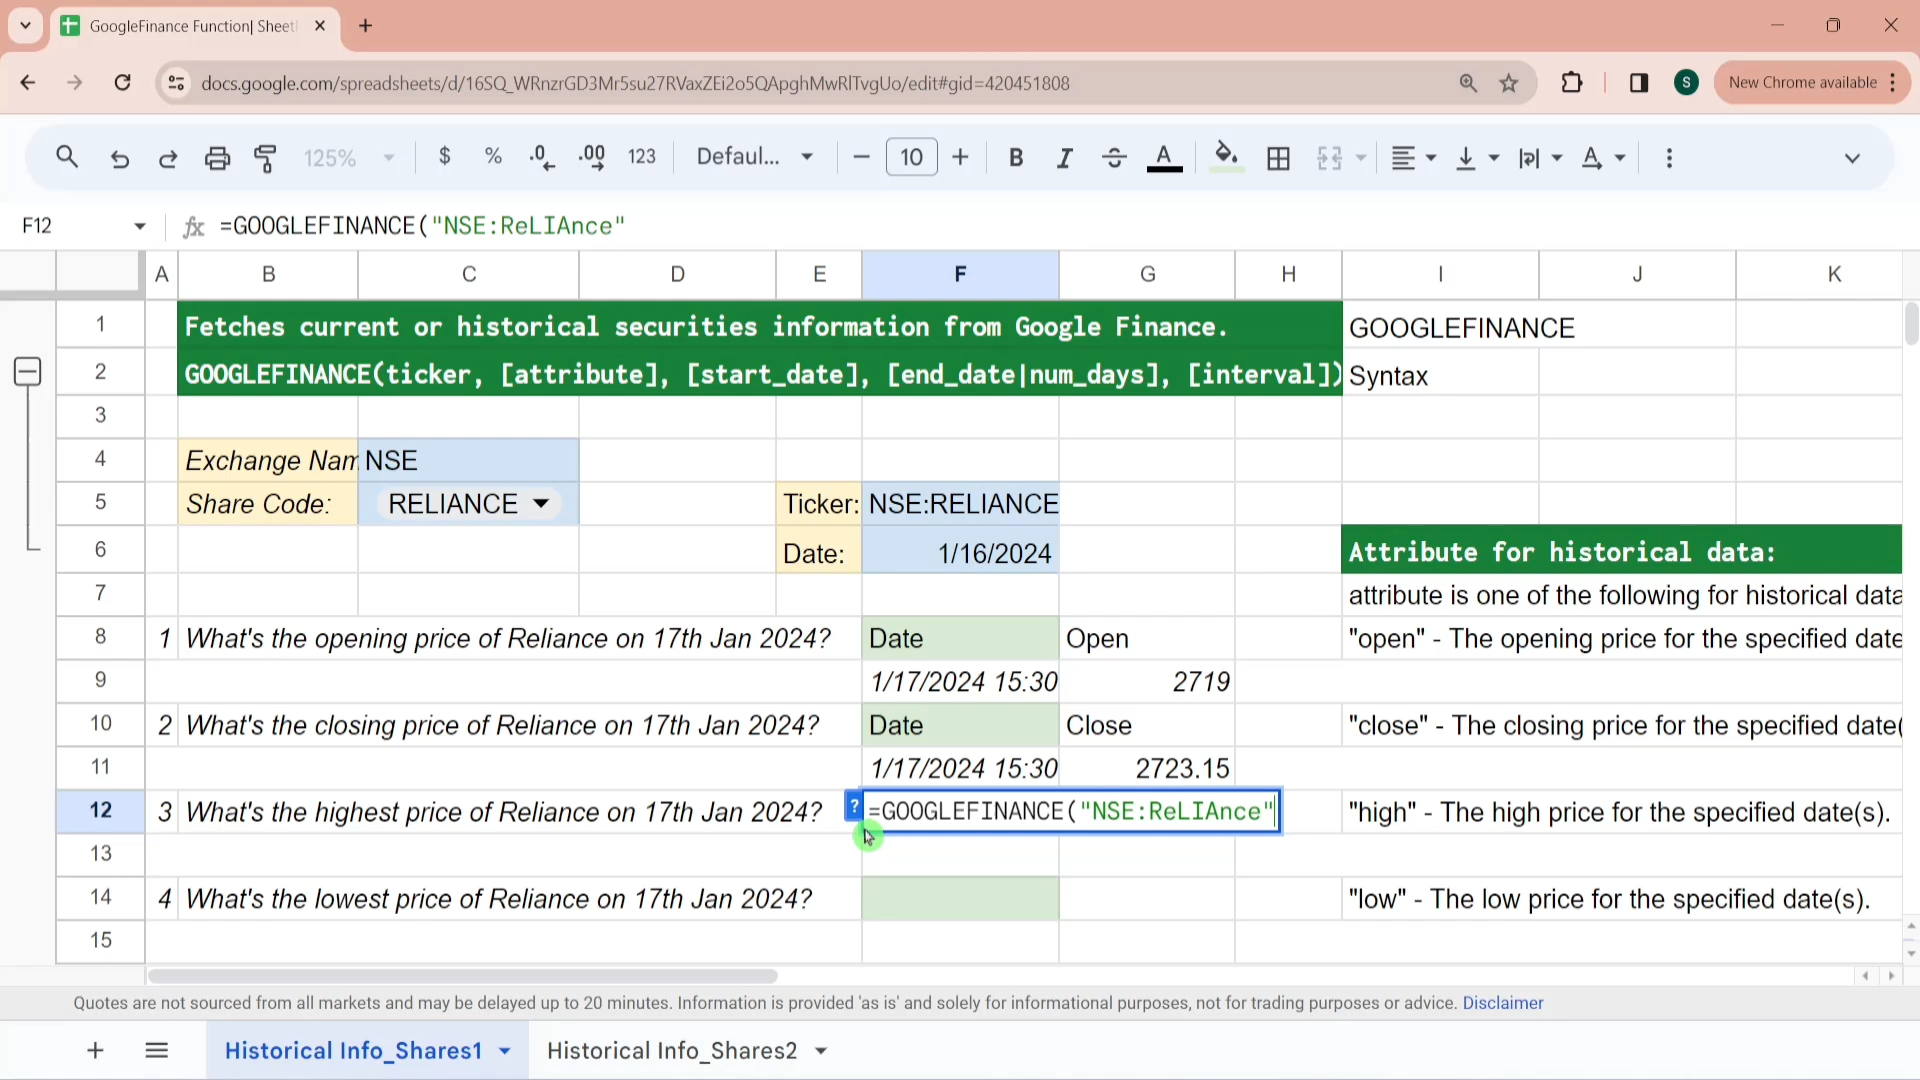 GoogleFinance Function| Sheet
docs.google.com/spreadsheets/d/16SQ_WRnzrGD3Mr5su27RVaxZEi2o5QApghMwRlTvgUo/edit#gid=420451808
S
New Chrome available
125%
$ % .0 .00 123
Defaul...
10
B I S A
F12
fx =GOOGLEFINANCE("NSE:ReLIAnce"
A B C D E F G H I J K
1 Fetches current or historical securities information from Google Finance. GOOGLEFINANCE
2 GOOGLEFINANCE(ticker, [attribute], [start_date], [end_date|num_days], [interval]) Syntax
3
4 Exchange Nam NSE
5 Share Code: RELIANCE Ticker: NSE:RELIANCE
6 Date: 1/16/2024 Attribute for historical data:
7 attribute is one of the following for historical data
8 1 What's the opening price of Reliance on 17th Jan 2024? Date Open "open" - The opening price for the specified date
9 1/17/2024 15:30 2719
10 2 What's the closing price of Reliance on 17th Jan 2024? Date Close "close" - The closing price for the specified date(
11 1/17/2024 15:30 2723.15
12 3 What's the highest price of Reliance on 17th Jan 2024? ? =GOOGLEFINANCE("NSE:ReLIAnce" "high" - The high price for the specified date(s).
13
14 4 What's the lowest price of Reliance on 17th Jan 2024? "low" - The low price for the specified date(s).
15
Quotes are not sourced from all markets and may be delayed up to 20 minutes. Information is provided 'as is' and solely for informational purposes, not for trading purposes or advice. Disclaimer
Historical Info_Shares1 Historical Info_Shares2